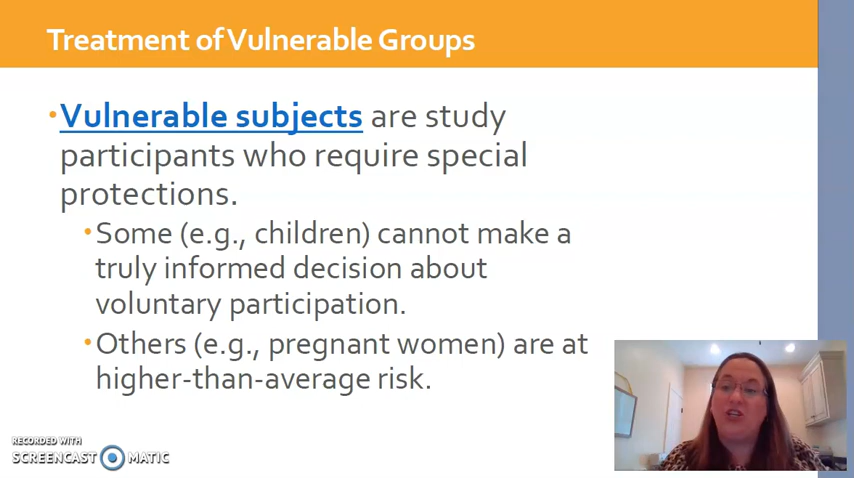 Treatment of Vulnerable Groups
•Vulnerable subjects are study
participants who require special
protections.
•Some (e.g., children) cannot make a
truly informed decision about
voluntary participation.
•Others (e.g., pregnant women) are at
higher-than-average risk.
RECORDED WITH
SCREENCAST MATIC